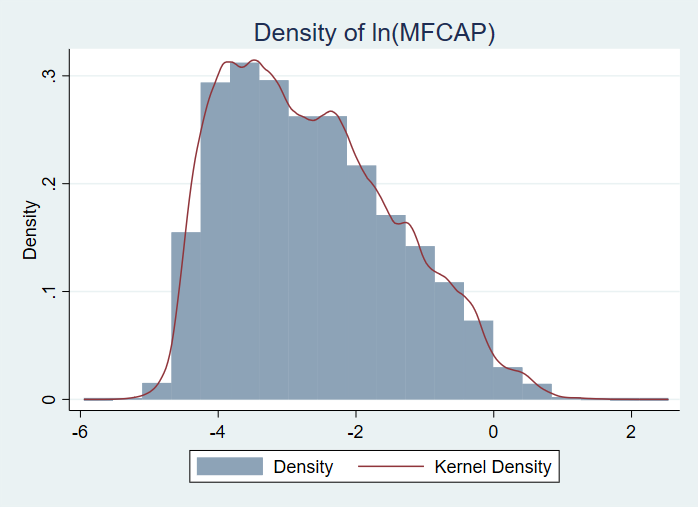 Density of ln(MFCAP)
.3
.2
.1
0
Density
-6
-4
-2
0
2
Density
Kernel Density